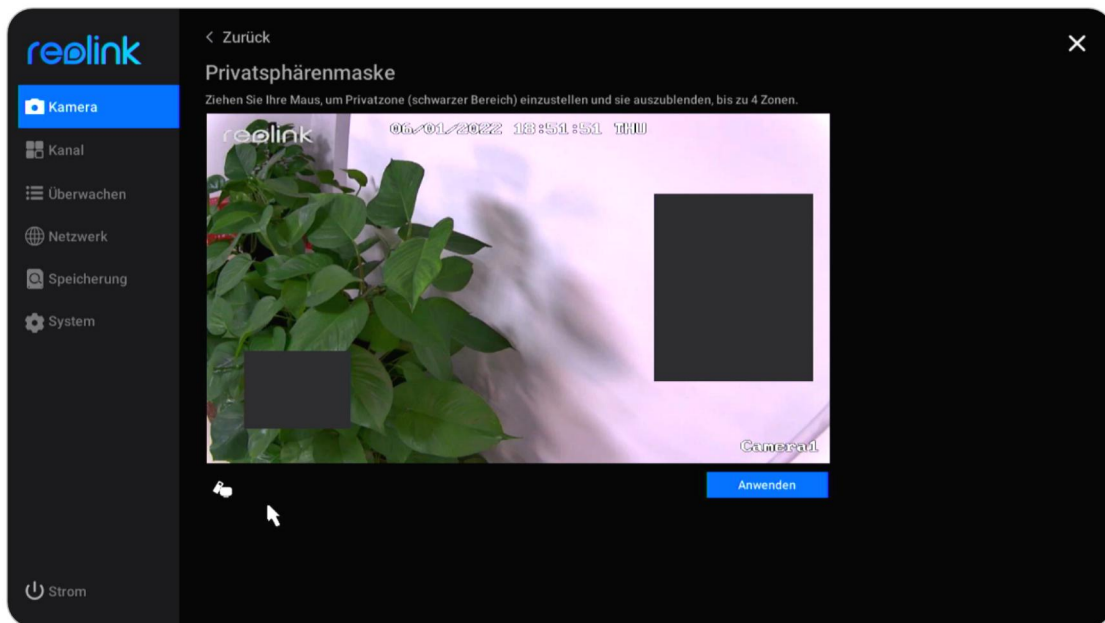 reolink
Kamera
Kanal
Überwachen
Netzwerk
Speicherung
System
Strom
Zurück
Privatsphärenmaske
Ziehen Sie Ihre Maus, um Privatzone (schwarzer Bereich) einzustellen und sie auszublenden, bis zu 4 Zonen.
reolink
06/01/2022 18:51:51 THU
Camera1
Anwenden